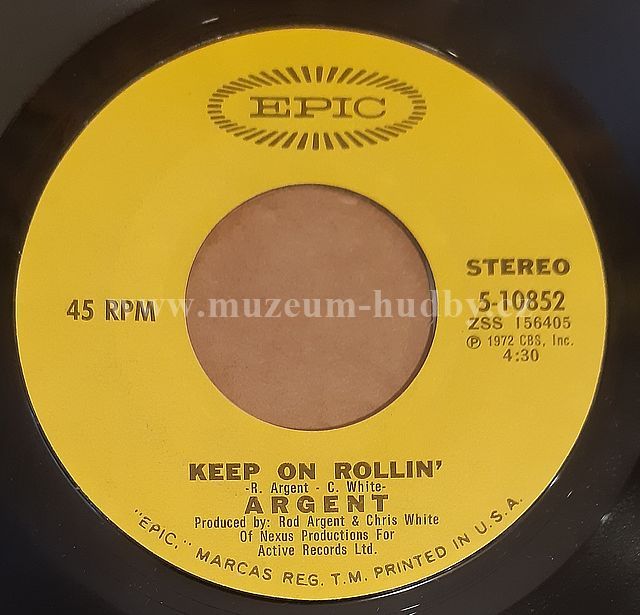 EPIC
STEREO
45 RPM
5-10852
www.muzeum-hudby.cz
ZSS 156405
Ⓟ 1972 CBS, Inc.
4:30
KEEP ON ROLLIN'
-R. Argent - C. White-
ARGENT
Produced by: Rod Argent & Chris White
Of Nexus Productions For
Active Records Ltd.
"EPIC," MARCAS REG. T.M. PRINTED IN U.S.A.